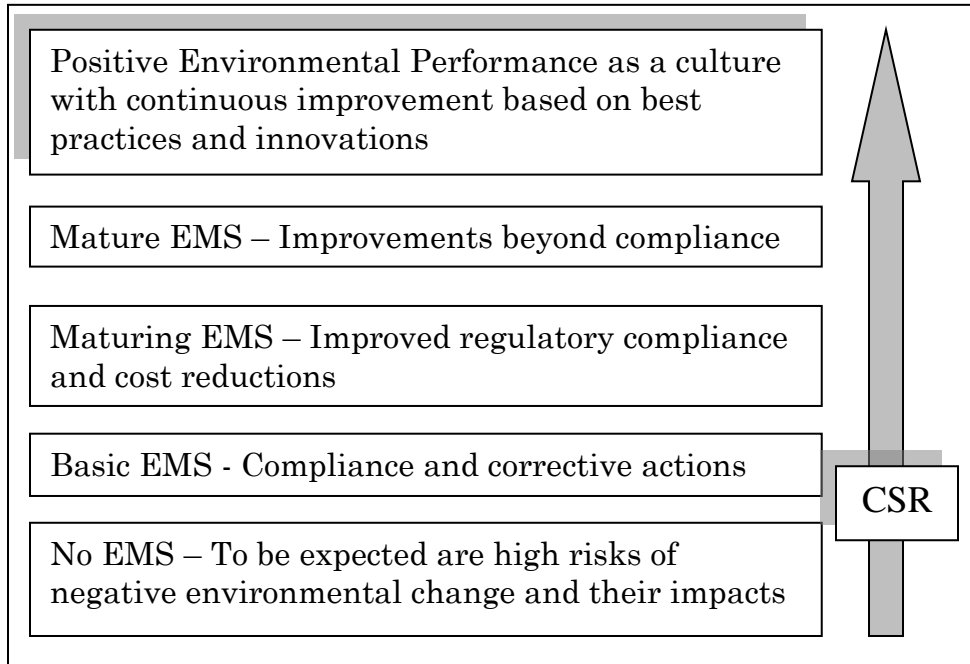 Positive Environmental Performance as a culture
with continuous improvement based on best
practices and innovations
Mature EMS – Improvements beyond compliance
Maturing EMS – Improved regulatory compliance
and cost reductions
Basic EMS - Compliance and corrective actions
CSR
No EMS – To be expected are high risks of
negative environmental change and their impacts